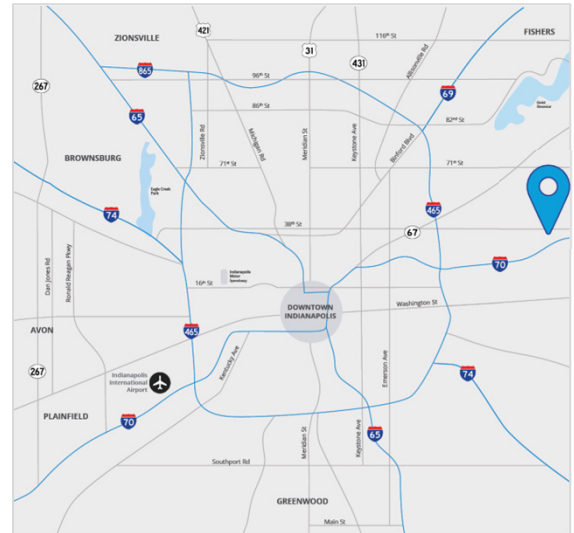 421
ZIONSVILLE
31
116th St
FISHERS
431
Allisonville Rd
865
96th St
267
69
65
86th St
82nd St
Geist
Reservoir
Zionsville Rd
Michigan Rd
Meridian St
Keystone Ave
Binford Blvd
BROWNSBURG
71st St
71st St
Eagle Creek
Park
74
465
38th St
67
70
Dan Jones Rd
Ronald Reagan Pkwy
16th St
Indianapolis
Motor
Speedway
DOWNTOWN
INDIANAPOLIS
Washington St
AVON
465
Kentucky Ave
Emerson Ave
267
Indianapolis
International
Airport
74
PLAINFIELD
70
Meridian St
Keystone Ave
65
Southport Rd
GREENWOOD
Main St